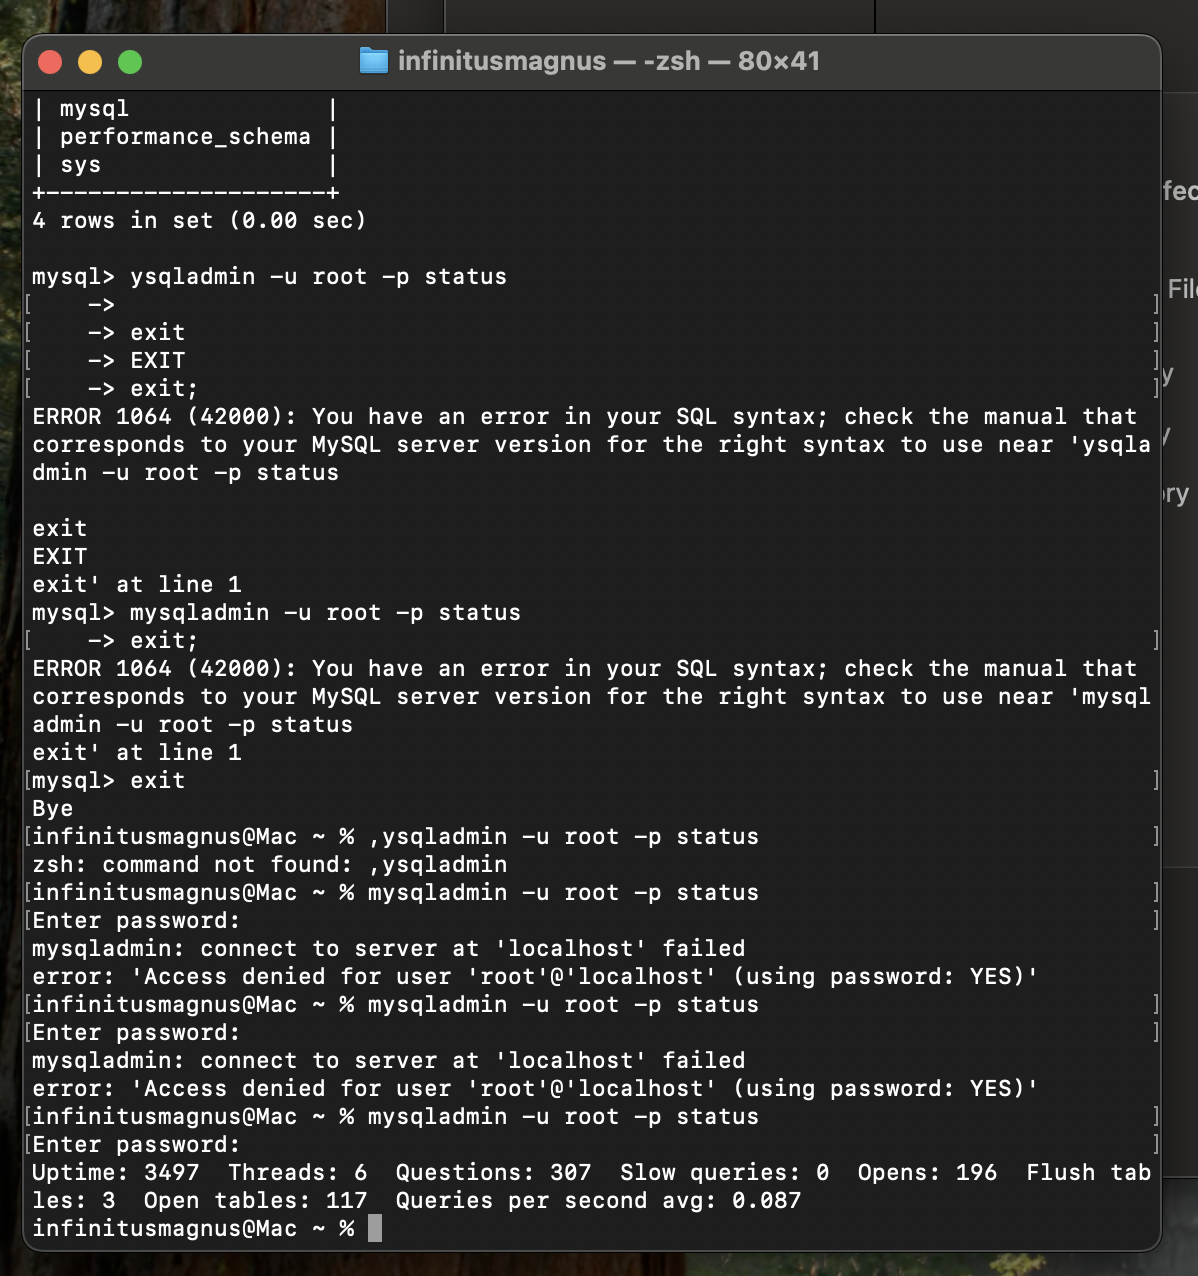 infinitusmagnus — -zsh — 80×41
| mysql              |
| performance_schema |
| sys                |
+--------------------+
4 rows in set (0.00 sec)

mysql> ysqladmin -u root -p status
[    ->                                                                         ]
[    -> exit                                                                    ]
[    -> EXIT                                                                    ]
[    -> exit;                                                                   ]
ERROR 1064 (42000): You have an error in your SQL syntax; check the manual that
corresponds to your MySQL server version for the right syntax to use near 'ysqla
dmin -u root -p status

exit
EXIT
exit' at line 1
mysql> mysqladmin -u root -p status
[    -> exit;                                                                   ]
ERROR 1064 (42000): You have an error in your SQL syntax; check the manual that
corresponds to your MySQL server version for the right syntax to use near 'mysql
admin -u root -p status
exit' at line 1
[mysql> exit                                                                    ]
Bye
[infinitusmagnus@Mac ~ % ,ysqladmin -u root -p status                           ]
zsh: command not found: ,ysqladmin
[infinitusmagnus@Mac ~ % mysqladmin -u root -p status                           ]
[Enter password:                                                                ]
mysqladmin: connect to server at 'localhost' failed
error: 'Access denied for user 'root'@'localhost' (using password: YES)'
[infinitusmagnus@Mac ~ % mysqladmin -u root -p status                           ]
[Enter password:                                                                ]
mysqladmin: connect to server at 'localhost' failed
error: 'Access denied for user 'root'@'localhost' (using password: YES)'
[infinitusmagnus@Mac ~ % mysqladmin -u root -p status                           ]
[Enter password:                                                                ]
Uptime: 3497  Threads: 6  Questions: 307  Slow queries: 0  Opens: 196  Flush tab
les: 3  Open tables: 117  Queries per second avg: 0.087
infinitusmagnus@Mac ~ %